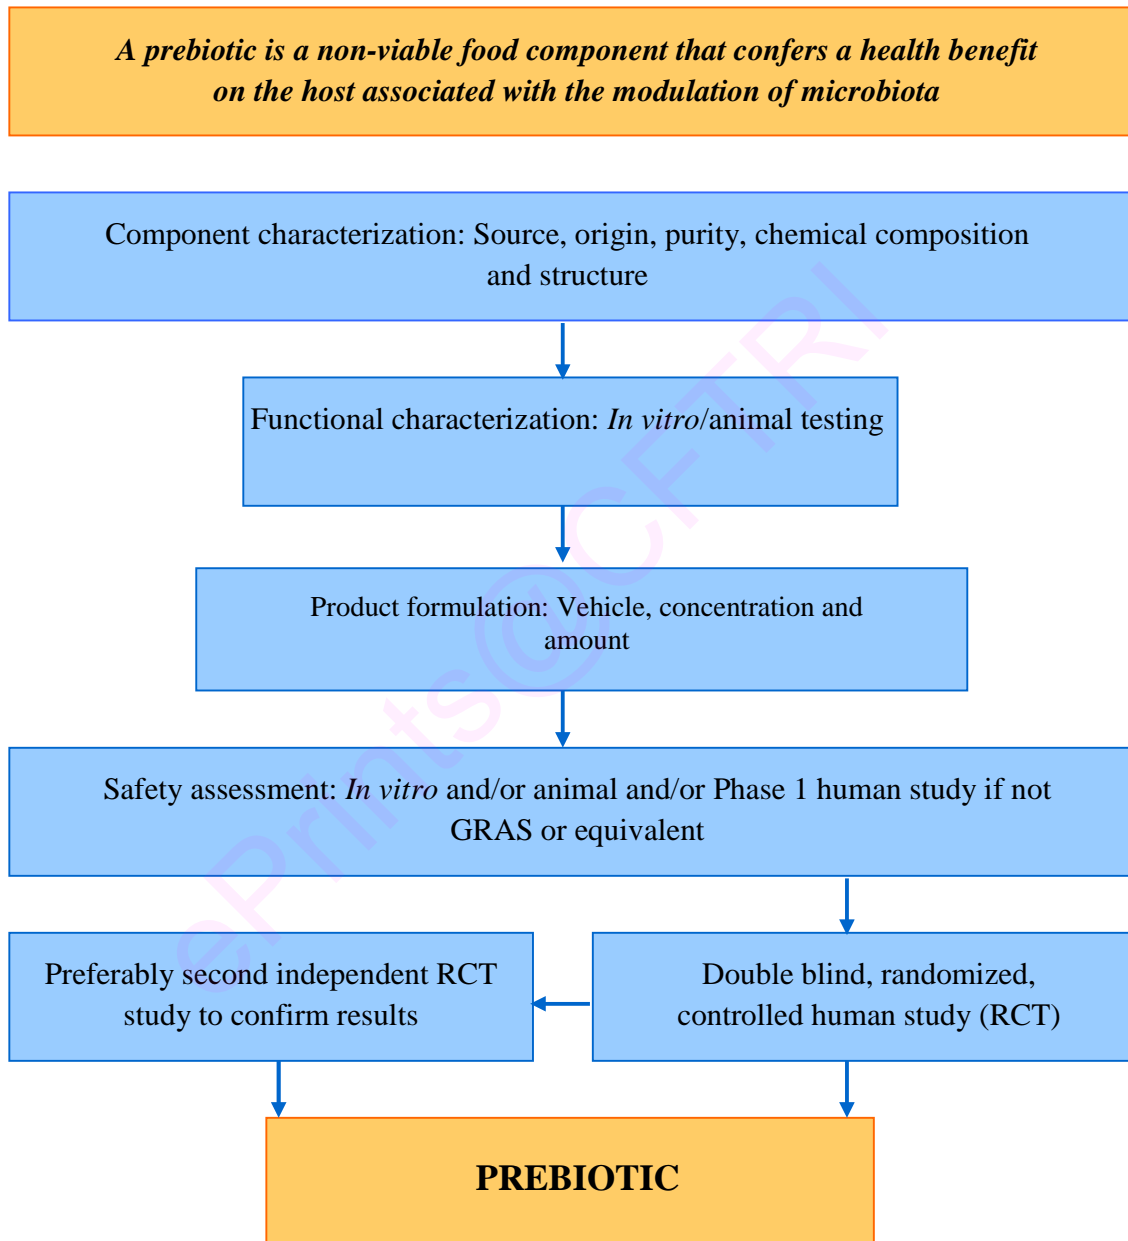 A prebiotic is a non-viable food component that confers a health benefit
on the host associated with the modulation of microbiota
Component characterization: Source, origin, purity, chemical composition
and structure
Functional characterization: In vitro/animal testing
Product formulation: Vehicle, concentration and
amount
Safety assessment: In vitro and/or animal and/or Phase 1 human study if not
GRAS or equivalent
Preferably second independent RCT
study to confirm results
Double blind, randomized,
controlled human study (RCT)
PREBIOTIC
ePrints@CFTRI